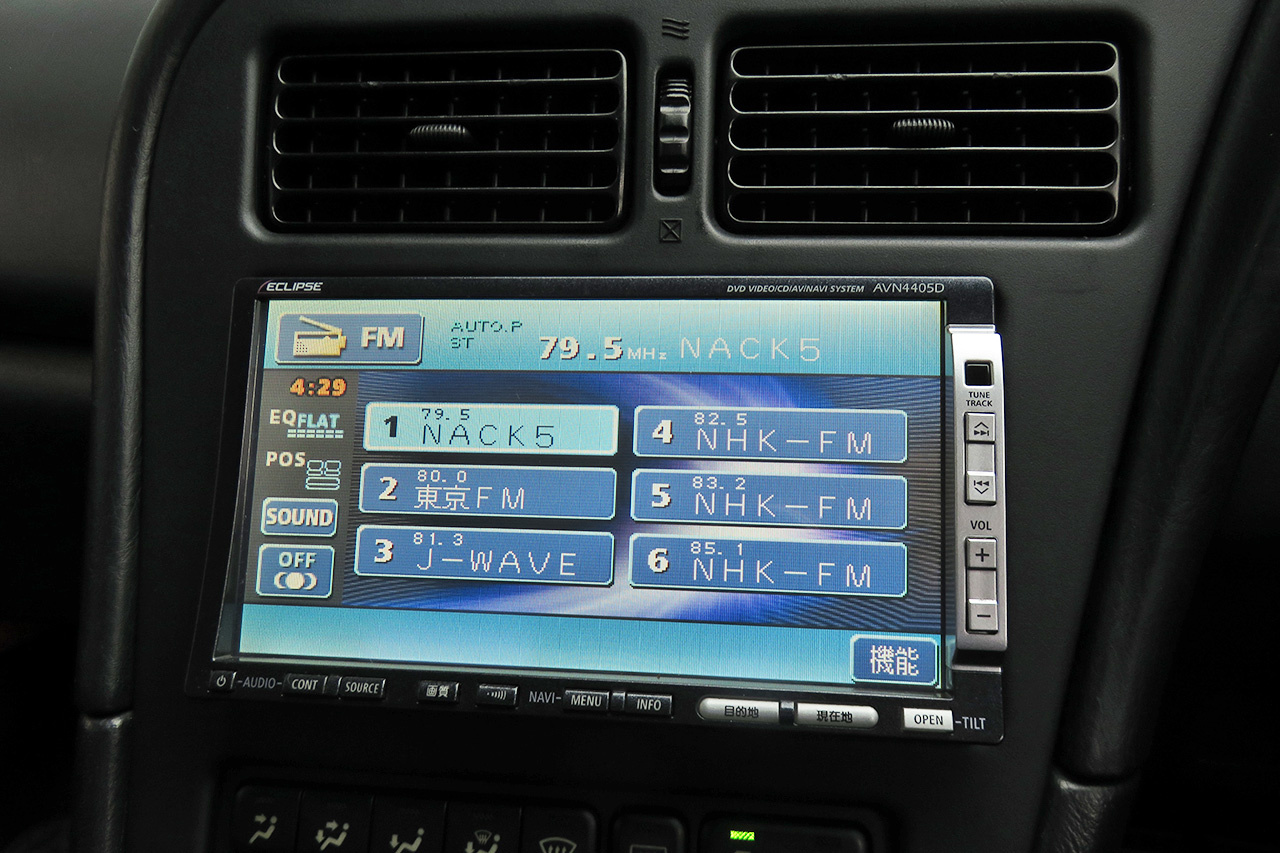 ECLIPSE
DVD VIDEO/CD/AV/NAVI SYSTEM AVN4405D
FM
AUTO.P
ST
79.5MHz NACK5
4:29
EQ FLAT
POS
SOUND
OFF
1 79.5 NACK5
2 80.0 東京FM
3 81.3 J-WAVE
4 82.5 NHK-FM
5 83.2 NHK-FM
6 85.1 NHK-FM
機能
TUNE
TRACK
VOL
+
-
-AUDIO- CONT SOURCE 画質 NAVI- MENU INFO 目的地 現在地 OPEN -TILT